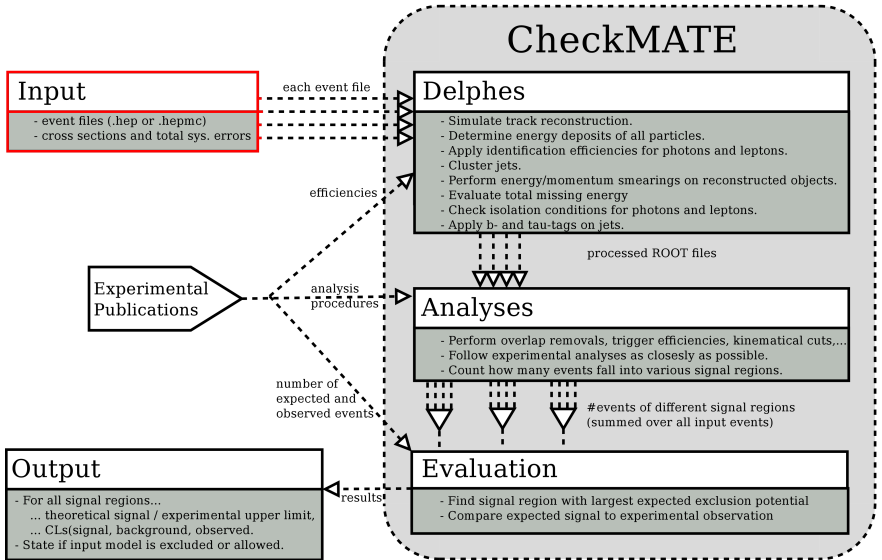 CheckMATE
Input
- event files (.hep or .hepmc)
- cross sections and total sys. errors
each event file
Delphes
- Simulate track reconstruction.
- Determine energy deposits of all particles.
- Apply identification efficiencies for photons and leptons.
- Cluster jets.
- Perform energy/momentum smearings on reconstructed objects.
- Evaluate total missing energy
- Check isolation conditions for photons and leptons.
- Apply b- and tau-tags on jets.
efficiencies
processed ROOT files
Experimental
Publications
analysis
procedures
Analyses
- Perform overlap removals, trigger efficiencies, kinematical cuts,...
- Follow experimental analyses as closesly as possible.
- Count how many events fall into various signal regions.
number of
expected and
observed events
#events of different signal regions
(summed over all input events)
Output
- For all signal regions...
... theoretical signal / experimental upper limit,
... CLs(signal, background, observed.
- State if input model is excluded or allowed.
results
Evaluation
- Find signal region with largest expected exclusion potential
- Compare expected signal to experimental observation